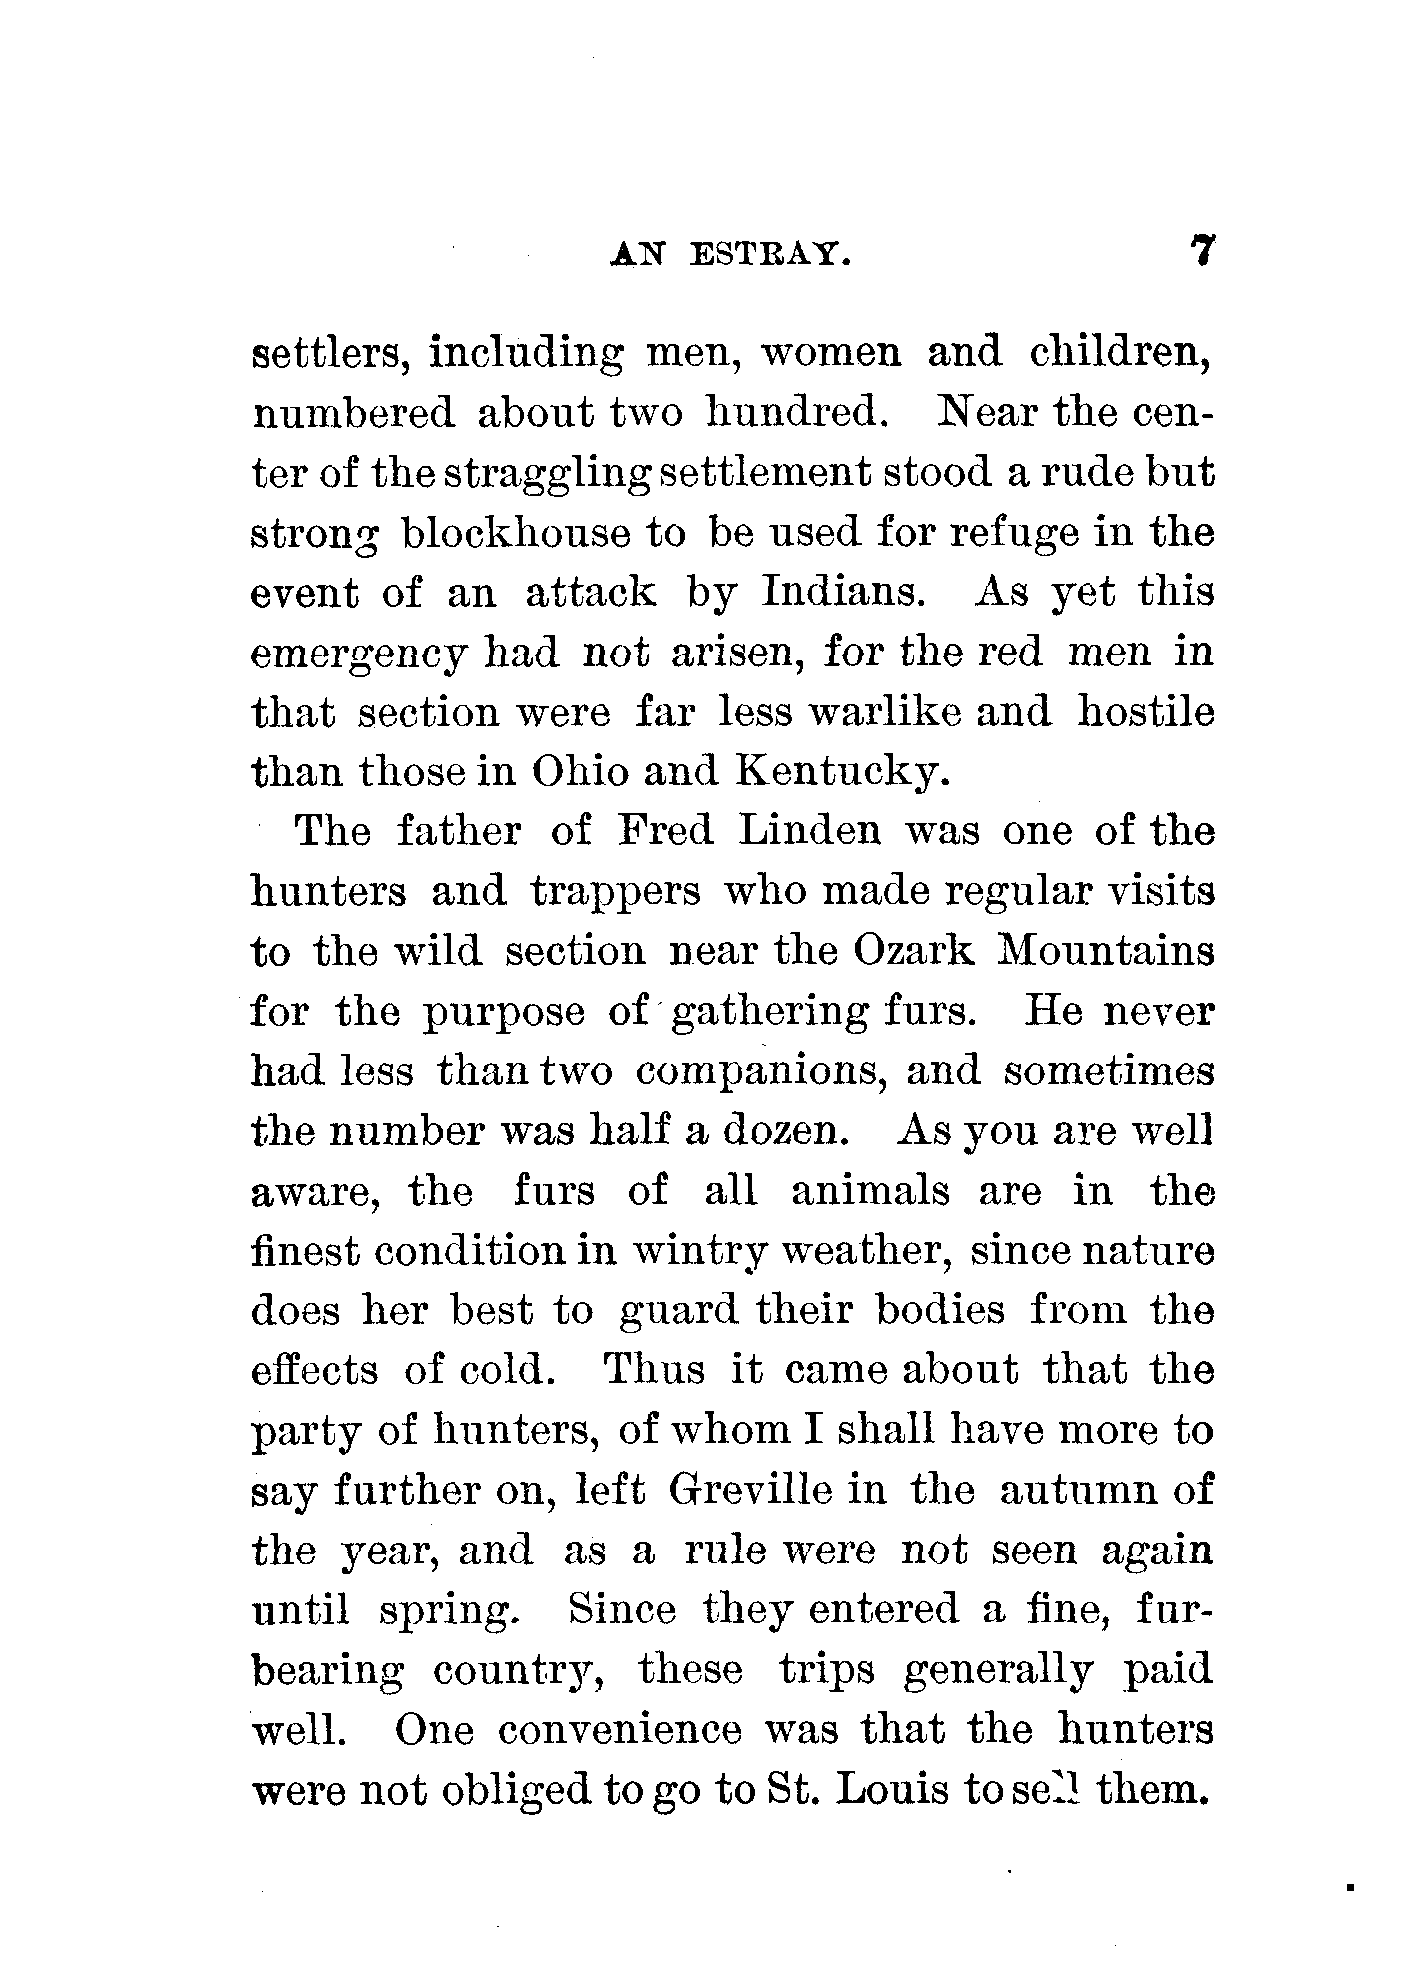 AN ESTRAY. 7
settlers, including men, women and children,
numbered about two hundred. Near the cen-
ter of the straggling settlement stood a rude but
strong blockhouse to be used for refuge in the
event of an attack by Indians. As yet this
emergency had not arisen, for the red men in
that section were far less warlike and hostile
than those in Ohio and Kentucky.
The father of Fred Linden was one of the
hunters and trappers who made regular visits
to the wild section near the Ozark Mountains
for the purpose of gathering furs. He never
had less than two companions, and sometimes
the number was half a dozen. As you are well
aware, the furs of all animals are in the
finest condition in wintry weather, since nature
does her best to guard their bodies from the
effects of cold. Thus it came about that the
party of hunters, of whom I shall have more to
say further on, left Greville in the autumn of
the year, and as a rule were not seen again
until spring. Since they entered a fine, fur-
bearing country, these trips generally paid
well. One convenience was that the hunters
were not obliged to go to St. Louis to sell them.